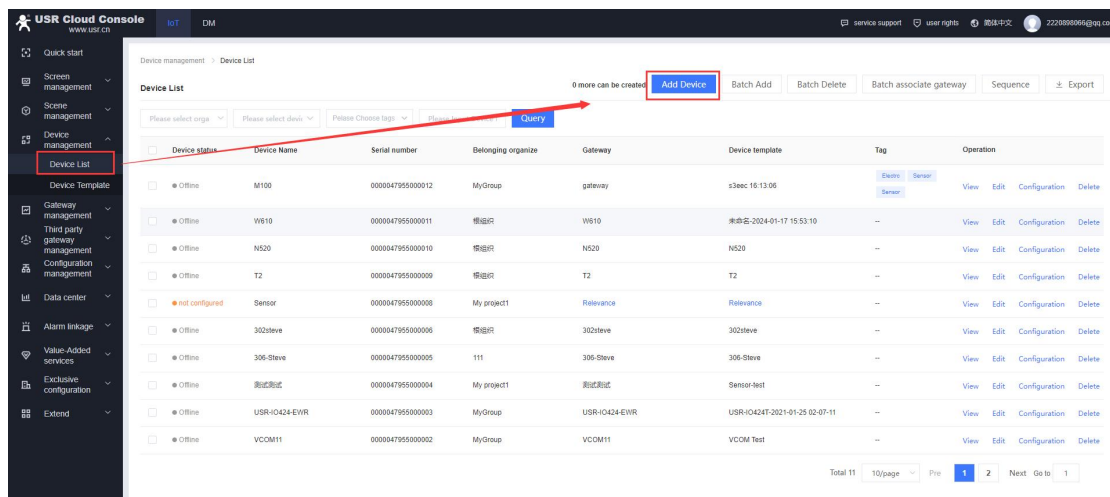 USR Cloud Console
www.usr.cn
IoT
DM
service support
user rights
简体中文
2220898066@qq.co
Quick start
Screen
management
Scene
management
Device
management
Device List
Device Template
Gateway
management
Third party
gateway
management
Configuration
management
Data center
Alarm linkage
Value-Added
services
Exclusive
configuration
Extend
Device management > Device List
Device List
0 more can be created
Add Device
Batch Add
Batch Delete
Batch associate gateway
Sequence
Export
Please select orga
Please select devic
Pelase Choose tags
Please
Query
Device status Device Name Serial number Belonging organize Gateway Device template Tag Operation
Offline M100 0000047955000012 MyGroup gateway s3eec 16:13:06 Electro Sensor View Edit Configuration Delete
Sensor
Offline W610 0000047955000011 根组织 W610 未命名-2024-01-17 15:53:10 -- View Edit Configuration Delete
Offline N520 0000047955000010 根组织 N520 N520 -- View Edit Configuration Delete
Offline T2 0000047955000009 根组织 T2 T2 -- View Edit Configuration Delete
not configured Sensor 0000047955000008 My project1 Relevance Relevance -- View Edit Configuration Delete
Offline 302steve 0000047955000006 根组织 302steve 302steve -- View Edit Configuration Delete
Offline 306-Steve 0000047955000005 111 306-Steve 306-Steve -- View Edit Configuration Delete
Offline 测试测试 0000047955000004 My project1 测试测试 Sensor-test -- View Edit Configuration Delete
Offline USR-IO424-EWR 0000047955000003 MyGroup USR-IO424-EWR USR-IO424T-2021-01-25 02-07-11 -- View Edit Configuration Delete
Offline VCOM11 0000047955000002 MyGroup VCOM11 VCOM Test -- View Edit Configuration Delete
Total 11 10/page Pre 1 2 Next Go to 1